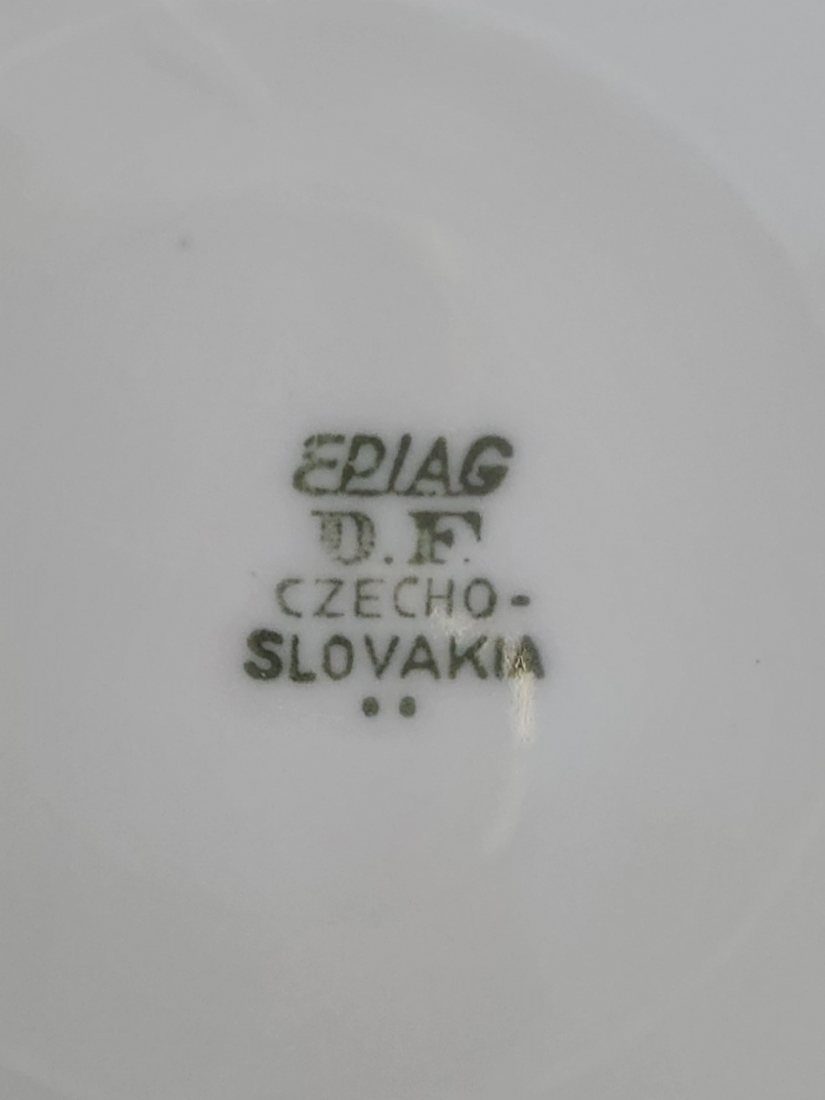 EPIAG
D.F.
CZECHO-
SLOVAKIA